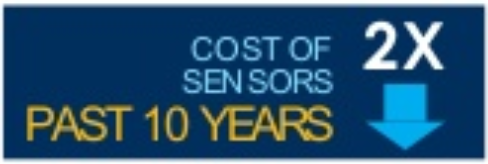 COST OF
SENSORS
PAST 10 YEARS
2X